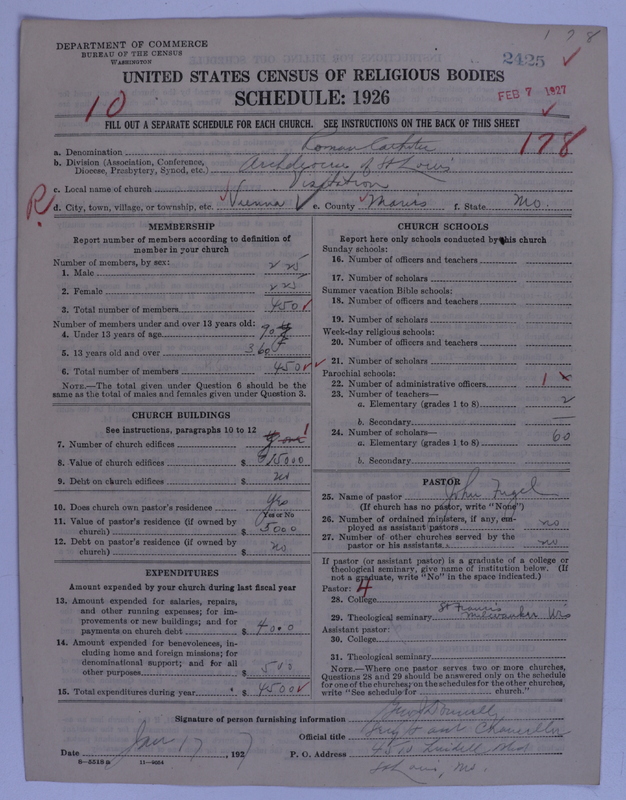 178
DEPARTMENT OF COMMERCE
BUREAU OF THE CENSUS
WASHINGTON
2425
UNITED STATES CENSUS OF RELIGIOUS BODIES
SCHEDULE: 1926
FEB 7 1927
10
FILL OUT A SEPARATE SCHEDULE FOR EACH CHURCH. SEE INSTRUCTIONS ON THE BACK OF THIS SHEET
a. Denomination Roman Catholic
178
b. Division (Association, Conference, Diocese, Presbytery, Synod, etc.) Archdiocese of St Louis
c. Local name of church Visitation
R
d. City, town, village, or township, etc. Vienna e. County Maries f. State Mo.
MEMBERSHIP
Report number of members according to definition of
member in your church
Number of members, by sex:
1. Male 225
2. Female 225
3. Total number of members 450
Number of members under and over 13 years old:
4. Under 13 years of age 90
5. 13 years old and over 360
6. Total number of members 450
NOTE.—The total given under Question 6 should be the
same as the total of males and females given under Question 3.
CHURCH BUILDINGS
See instructions, paragraphs 10 to 12
7. Number of church edifices 1
8. Value of church edifices $ 15000
9. Debt on church edifices $ no
10. Does church own pastor's residence yes
Yes or No
11. Value of pastor's residence (if owned by
church) $ 5000
12. Debt on pastor's residence (if owned by
church) $ no
EXPENDITURES
Amount expended by your church during last fiscal year
13. Amount expended for salaries, repairs,
and other running expenses; for im-
provements or new buildings; and for
payments on church debt $ 4000
14. Amount expended for benevolences, in-
cluding home and foreign missions; for
denominational support; and for all
other purposes $ 500
15. Total expenditures during year $ 4500
CHURCH SCHOOLS
Report here only schools conducted by this church
Sunday schools:
16. Number of officers and teachers
17. Number of scholars
Summer vacation Bible schools:
18. Number of officers and teachers
19. Number of scholars
Week-day religious schools:
20. Number of officers and teachers
21. Number of scholars
Parochial schools:
22. Number of administrative officers 1
23. Number of teachers—
a. Elementary (grades 1 to 8) 2
b. Secondary —
24. Number of scholars—
a. Elementary (grades 1 to 8) 60
b. Secondary
PASTOR
25. Name of pastor John Fugel
(If church has no pastor, write "None")
26. Number of ordained ministers, if any, em-
ployed as assistant pastors no
27. Number of other churches served by the
pastor or his assistants no
If pastor (or assistant pastor) is a graduate of a college or
theological seminary, give name of institution below. (If
not a graduate, write "No" in the space indicated.)
Pastor: 4
28. College
29. Theological seminary St Francis Milwaukee Wis
Assistant pastor:
30. College
31. Theological seminary
NOTE.—Where one pastor serves two or more churches,
Questions 28 and 29 should be answered only on the schedule
for one of the churches; on the schedules for the other churches,
write "See schedule for church."
Signature of person furnishing information
Official title Chancellor
Date Jan 17, 1927 P. O. Address Lindell Blvd
8-5518a 11-9054
St Louis, Mo.